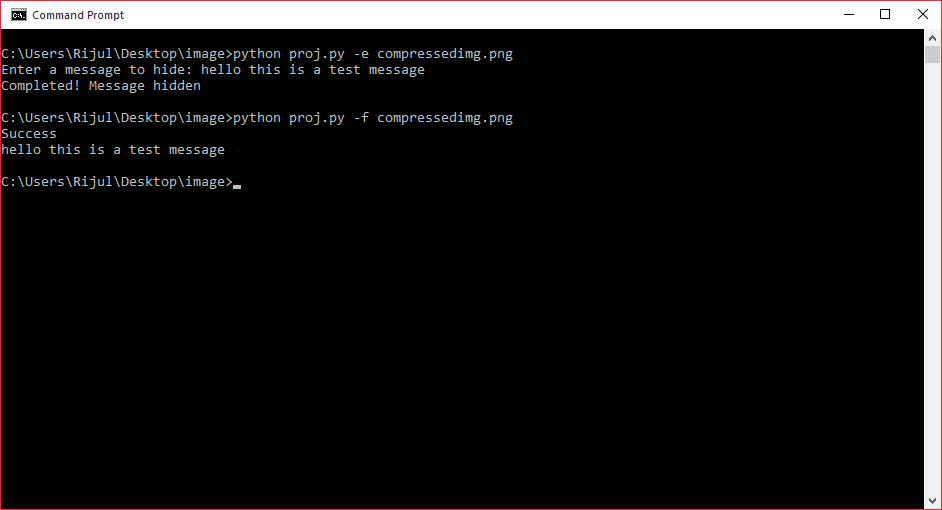 Command Prompt
C:\Users\Rijul\Desktop\image>python proj.py -e compressedimg.png
Enter a message to hide: hello this is a test message
Completed! Message hidden
C:\Users\Rijul\Desktop\image>python proj.py -f compressedimg.png
Success
hello this is a test message
C:\Users\Rijul\Desktop\image>